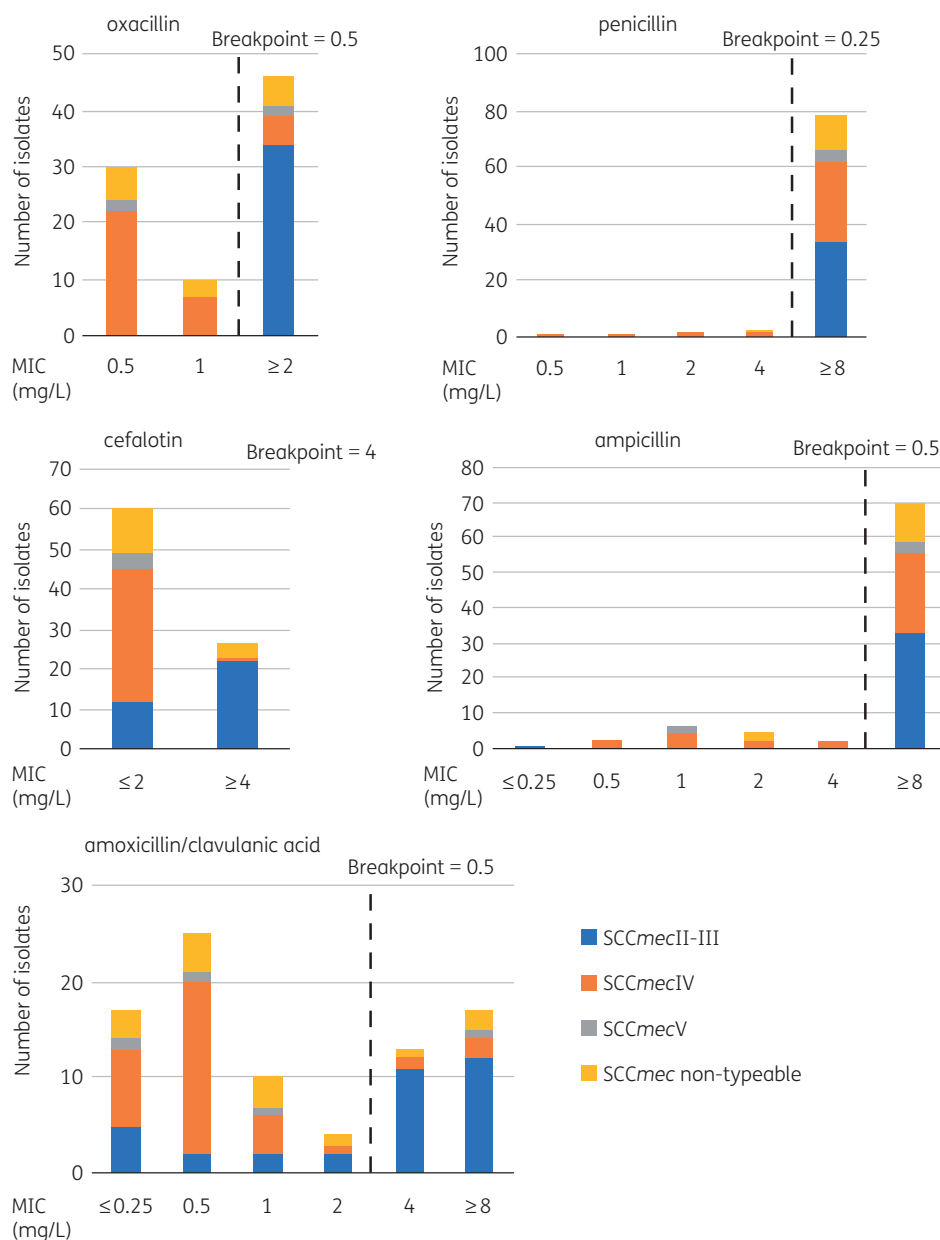 oxacillin
Breakpoint = 0.5
50
40
30
20
10
0
Number of isolates
MIC
(mg/L)
0.5 1 ≥2
penicillin
Breakpoint = 0.25
100
80
60
40
20
0
Number of isolates
MIC
(mg/L)
0.5 1 2 4 ≥8
cefalotin
Breakpoint = 4
70
60
50
40
30
20
10
0
Number of isolates
MIC
(mg/L)
≤2 ≥4
ampicillin
Breakpoint = 0.5
80
70
60
50
40
30
20
10
0
Number of isolates
MIC
(mg/L)
≤0.25 0.5 1 2 4 ≥8
amoxicillin/clavulanic acid
Breakpoint = 0.5
30
20
10
0
Number of isolates
MIC
(mg/L)
≤0.25 0.5 1 2 4 ≥8
SCCmecII-III
SCCmecIV
SCCmecV
SCCmec non-typeable